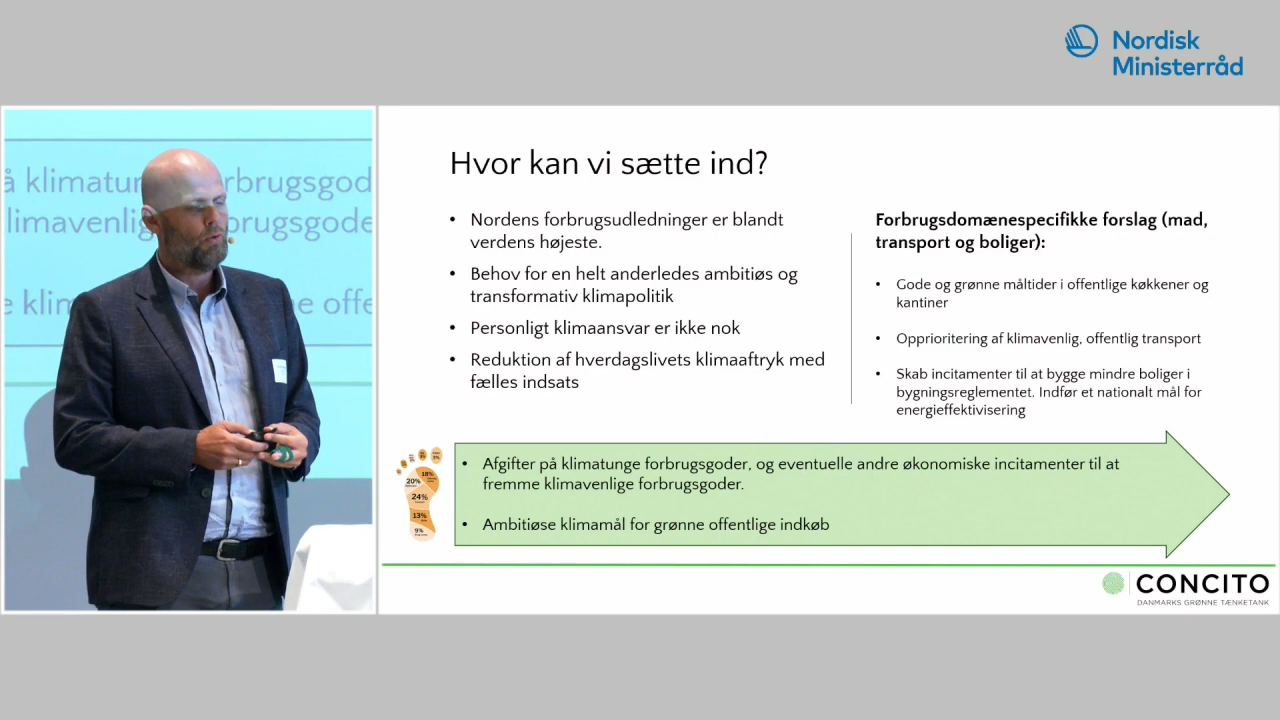 Nordisk
Ministerråd
å klimatun
forbrugsgod
limavenlig
rbrugsgode
e klim
ne offe
Hvor kan vi sætte ind?
• Nordens forbrugsudledninger er blandt
verdens højeste.
• Behov for en helt anderledes ambitiøs og
transformativ klimapolitik
• Personligt klimaansvar er ikke nok
• Reduktion af hverdagslivets klimaaftryk med
fælles indsats
Forbrugsdomænespecifikke forslag (mad,
transport og boliger):
• Gode og grønne måltider i offentlige køkkener og
kantiner
• Opprioritering af klimavenlig, offentlig transport
• Skab incitamenter til at bygge mindre boliger i
bygningsreglementet. Indfør et nationalt mål for
energieffektivisering
18%
20%
24%
13%
9%
• Afgifter på klimatunge forbrugsgoder, og eventuelle andre økonomiske incitamenter til at
fremme klimavenlige forbrugsgoder.
• Ambitiøse klimamål for grønne offentlige indkøb
CONCITO
DANMARKS GRØNNE TÆNKETANK